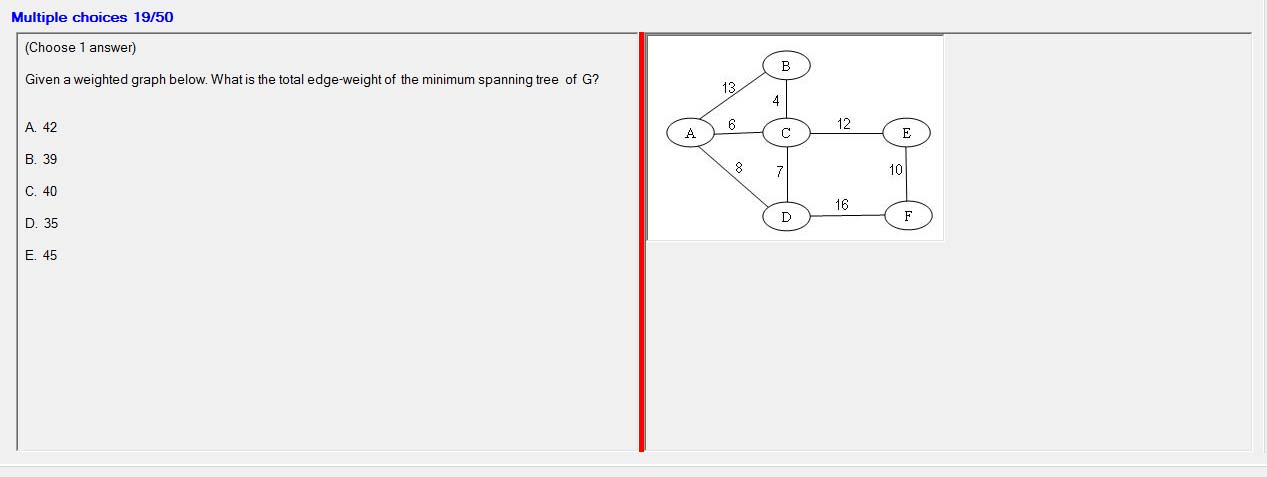 Multiple choices 19/50
(Choose 1 answer)
Given a weighted graph below. What is the total edge-weight of the minimum spanning tree of G?
A. 42
B. 39
C. 40
D. 35
E. 45
B
13
4
A
6
C
12
E
8
7
10
16
D
F